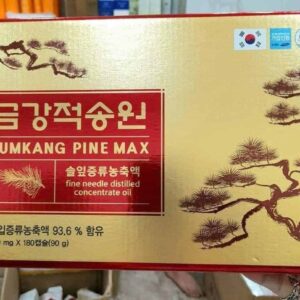 금강적송원
UMKANG PINE MAX
솔잎증류농축액
fine needle distilled
concentrate oil
잎증류농축액 93.6 % 함유
mg X 180캡슐(90 g)